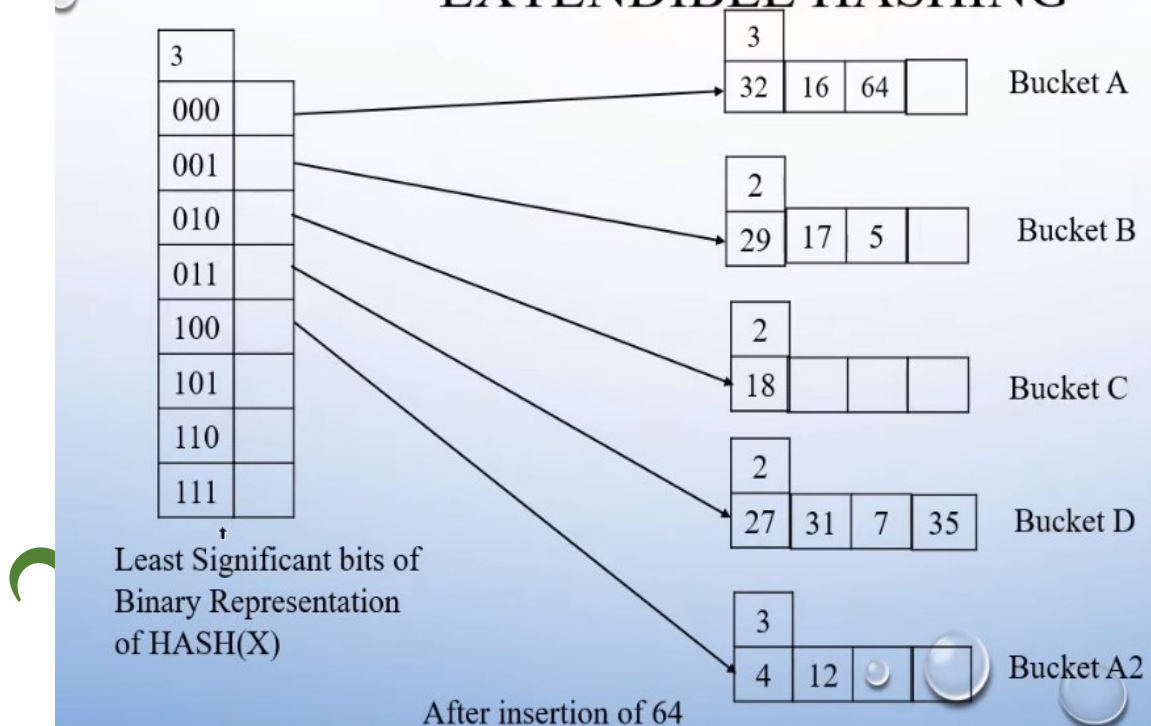 EXTENDIBLE HASHING
3
000
001
010
011
100
101
110
111
Least Significant bits of
Binary Representation
of HASH(X)
3
32 16 64
Bucket A
2
29 17 5
Bucket B
2
18
Bucket C
2
27 31 7 35
Bucket D
3
4 12
Bucket A2
After insertion of 64